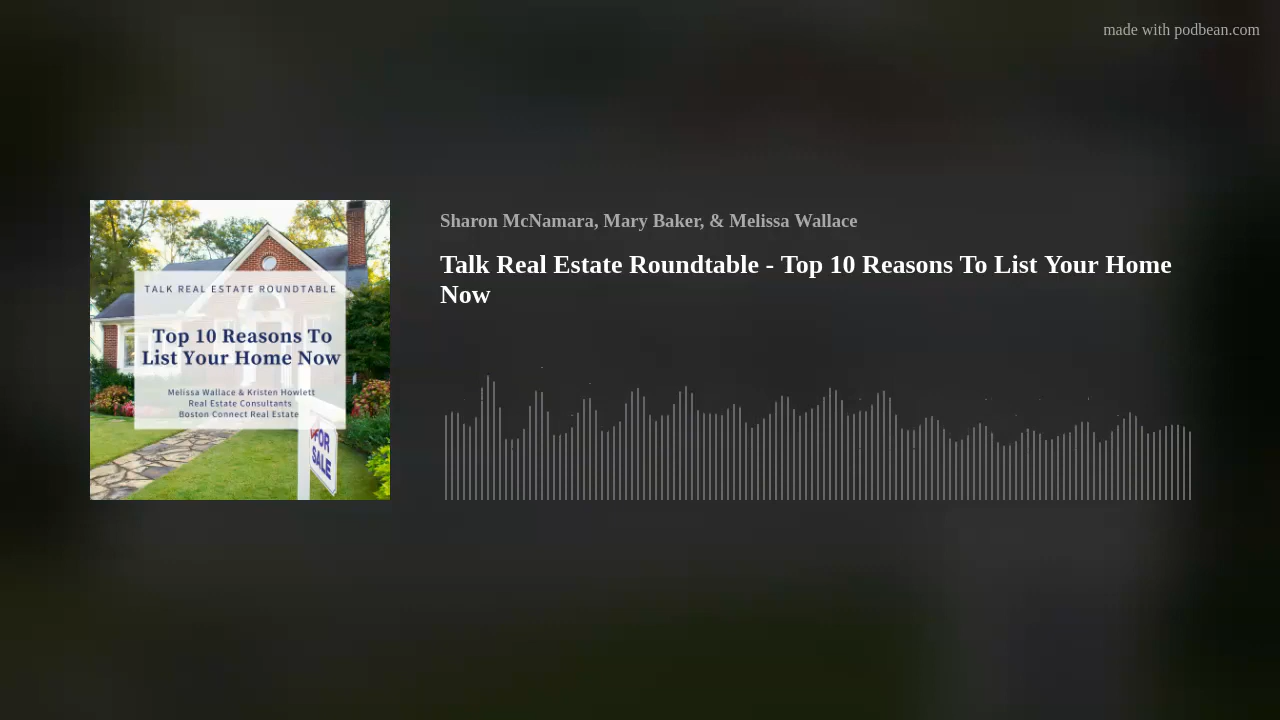 made with podbean.com
Sharon McNamara, Mary Baker, & Melissa Wallace
Talk Real Estate Roundtable - Top 10 Reasons To List Your Home
Now
TALK REAL ESTATE ROUNDTABLE
Top 10 Reasons To
List Your Home Now
Melissa Wallace & Kristen Howlett
Real Estate Consultants
Boston Connect Real Estate
FOR
SALE